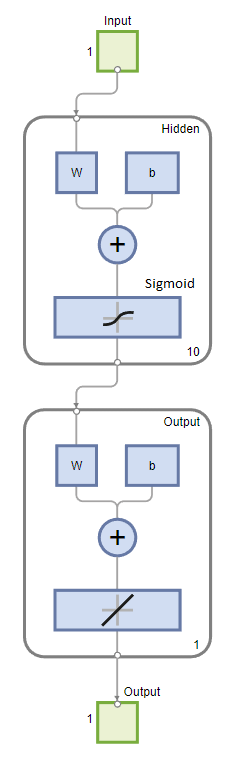 Input
1
Hidden
W
b
+
Sigmoid
10
Output
W
b
+
1
Output
1